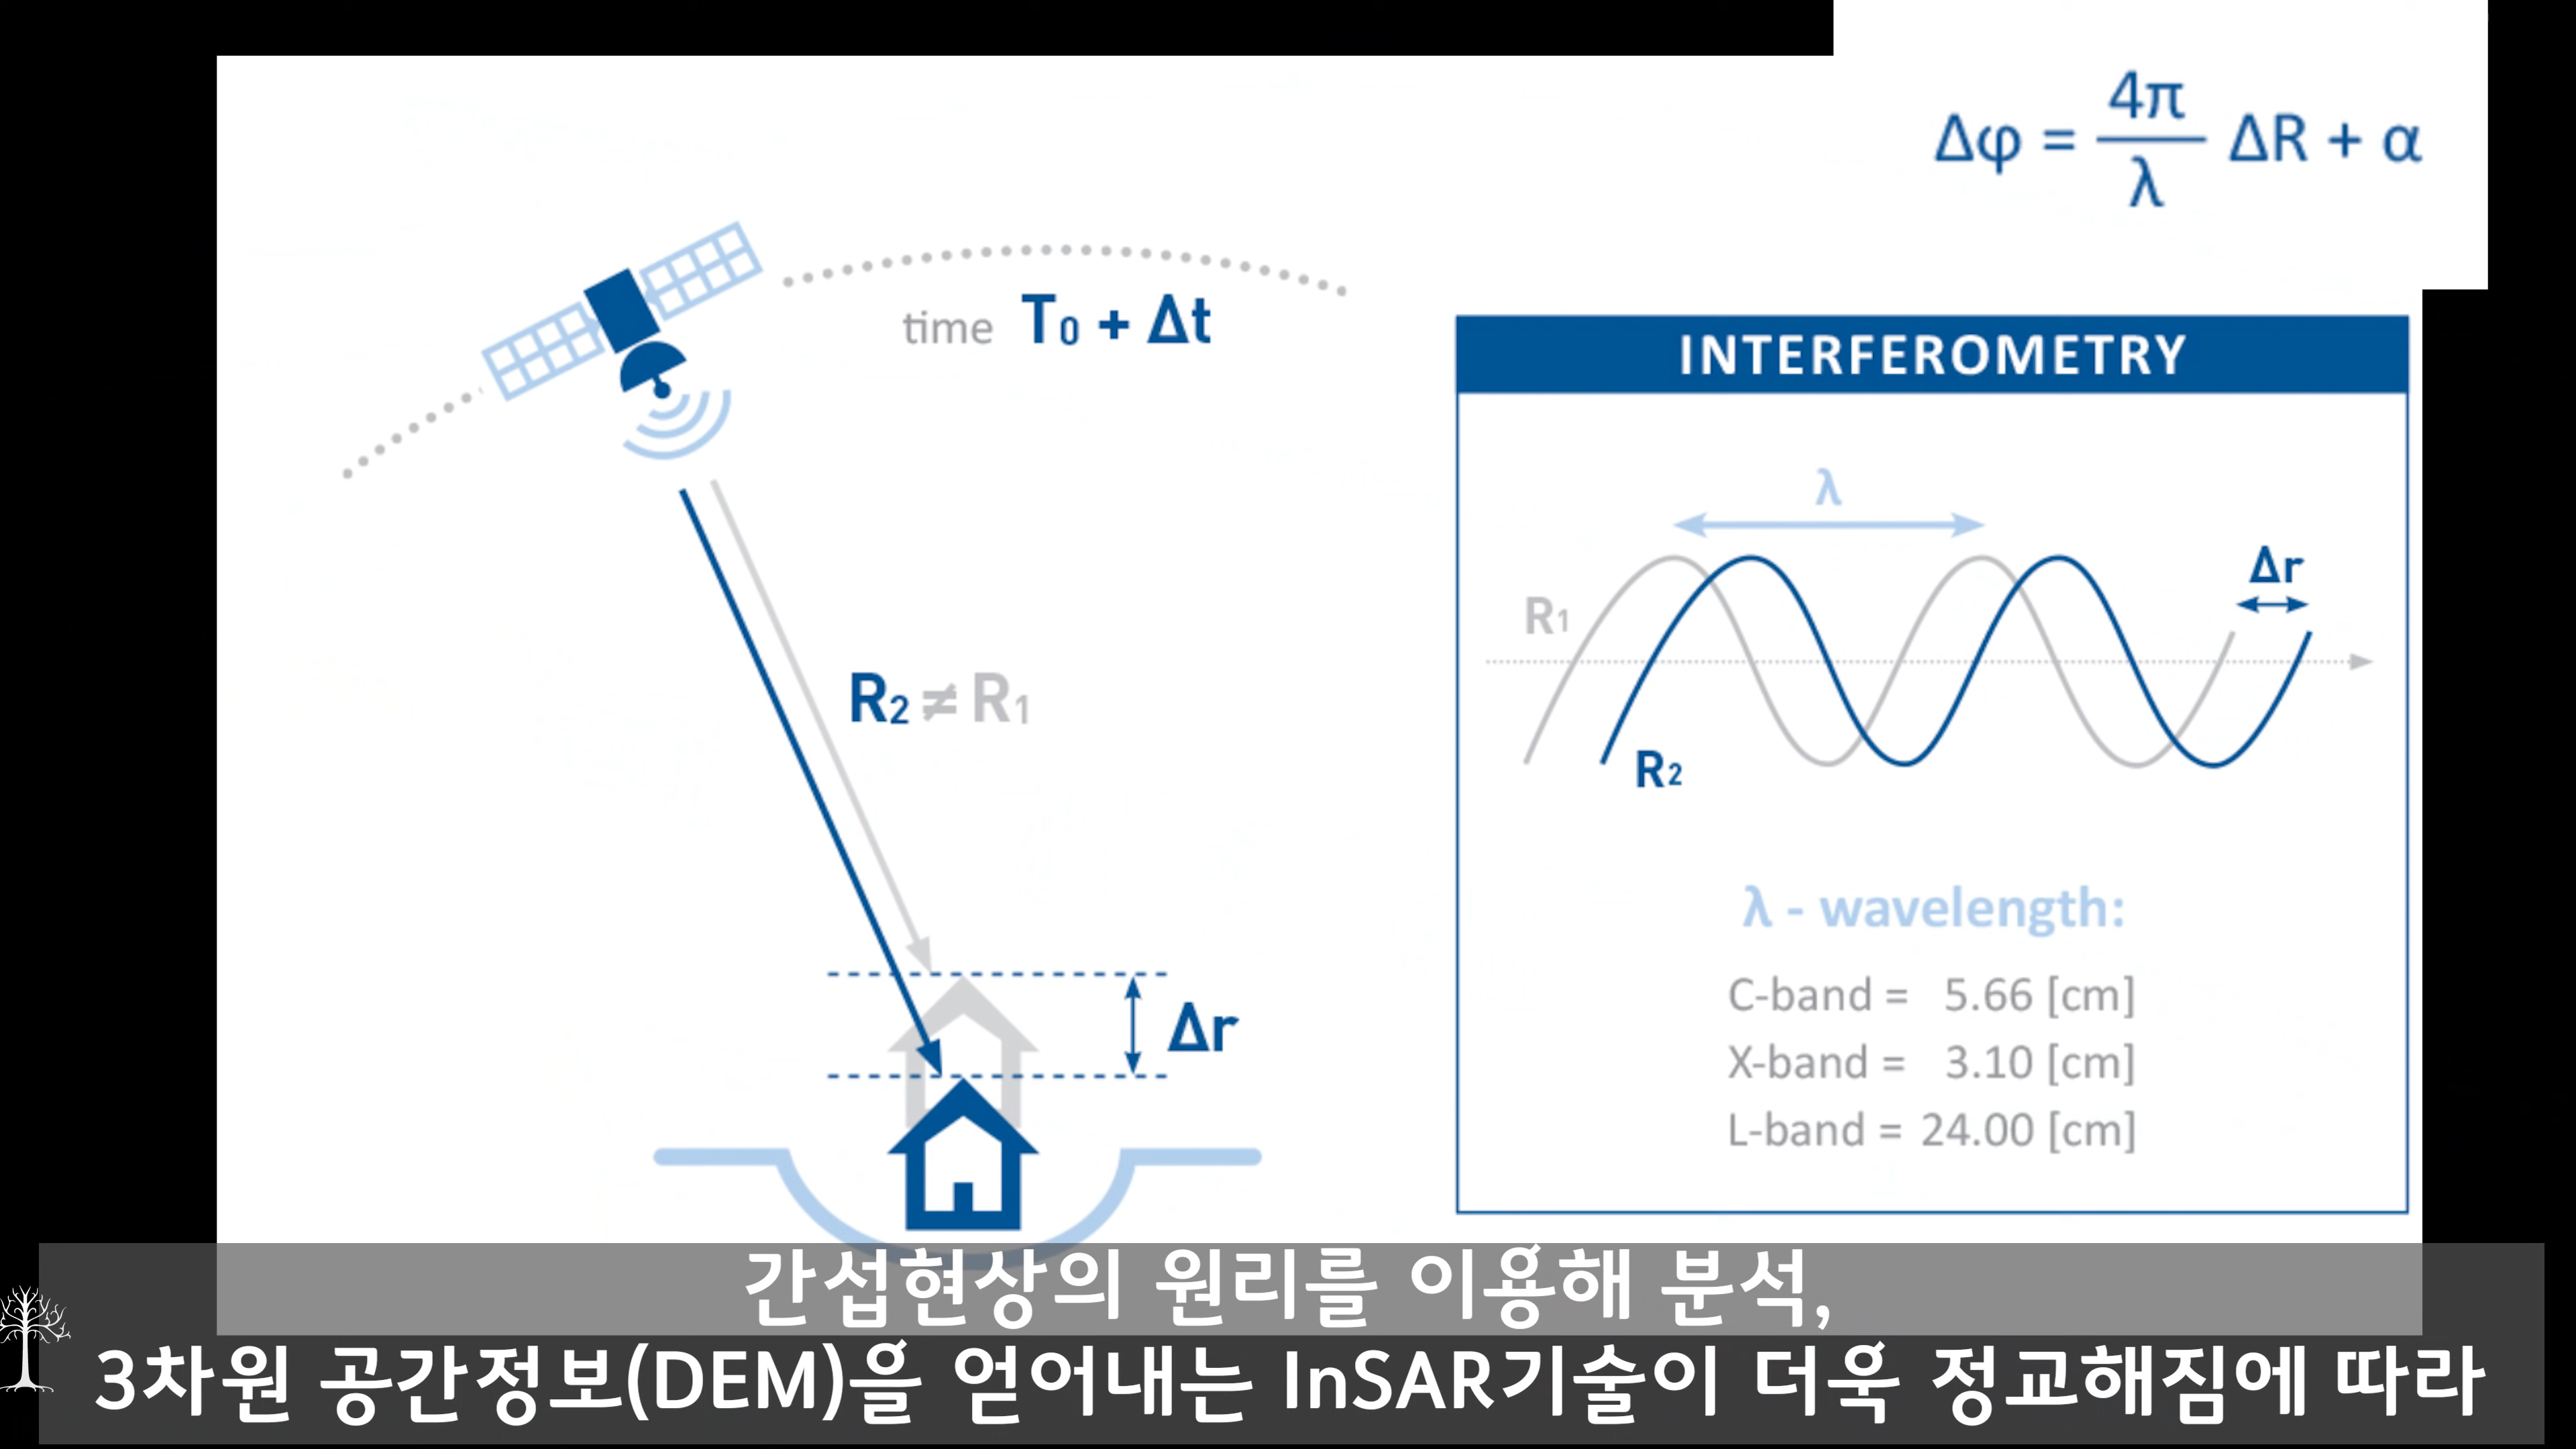 Δφ = 4π/λ ΔR + α
time T₀ + Δt
INTERFEROMETRY
λ
Δr
R₁
R₂
R₂ ≠ R₁
Δr
λ - wavelength:
C-band = 5.66 [cm]
X-band = 3.10 [cm]
L-band = 24.00 [cm]
간섭현상의 원리를 이용해 분석,
3차원 공간정보(DEM)을 얻어내는 InSAR기술이 더욱 정교해짐에 따라